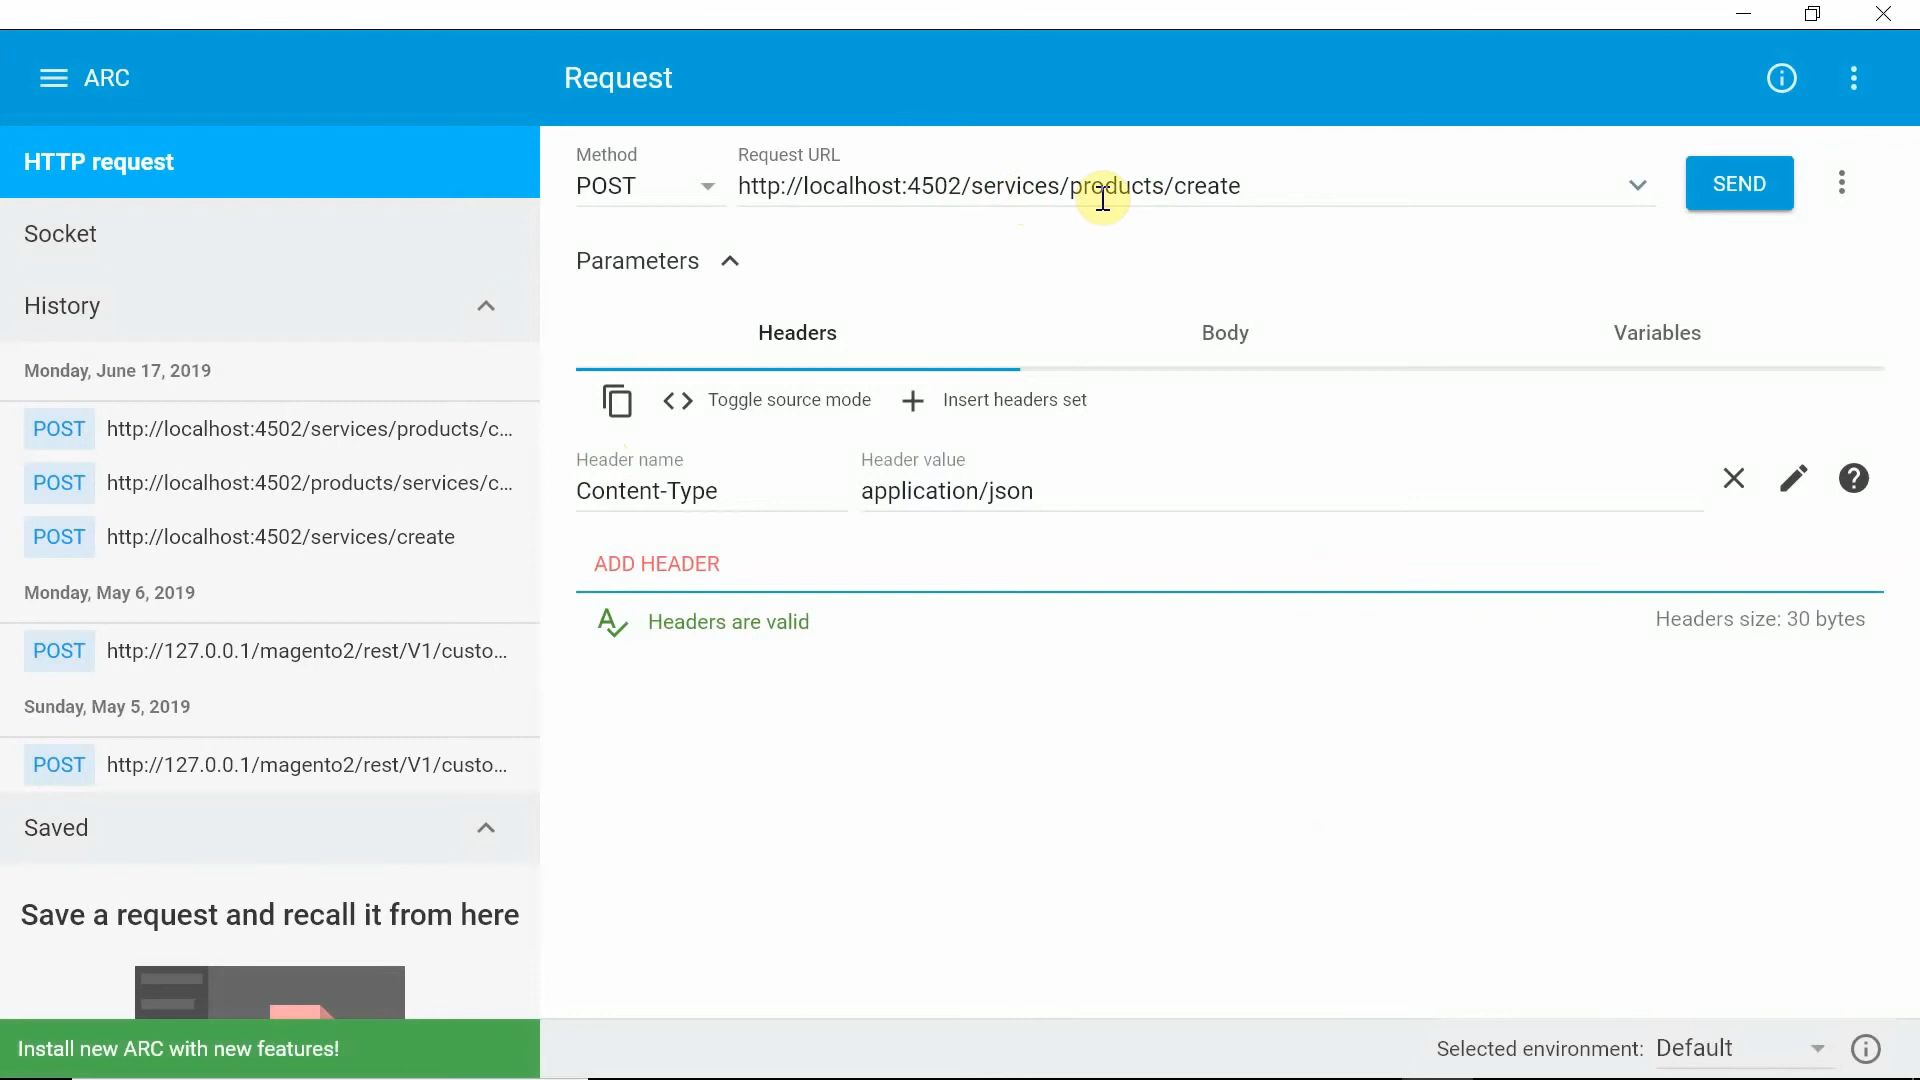 ARC
Request
HTTP request
Socket
History
Monday, June 17, 2019
POST http://localhost:4502/services/products/c...
POST http://localhost:4502/products/services/c...
POST http://localhost:4502/services/create
Monday, May 6, 2019
POST http://127.0.0.1/magento2/rest/V1/custo...
Sunday, May 5, 2019
POST http://127.0.0.1/magento2/rest/V1/custo...
Saved
Save a request and recall it from here
Install new ARC with new features!
Method
POST
Request URL
http://localhost:4502/services/products/create
SEND
Parameters
Headers
Body
Variables
Toggle source mode
Insert headers set
Header name
Content-Type
Header value
application/json
ADD HEADER
Headers are valid
Headers size: 30 bytes
Selected environment: Default